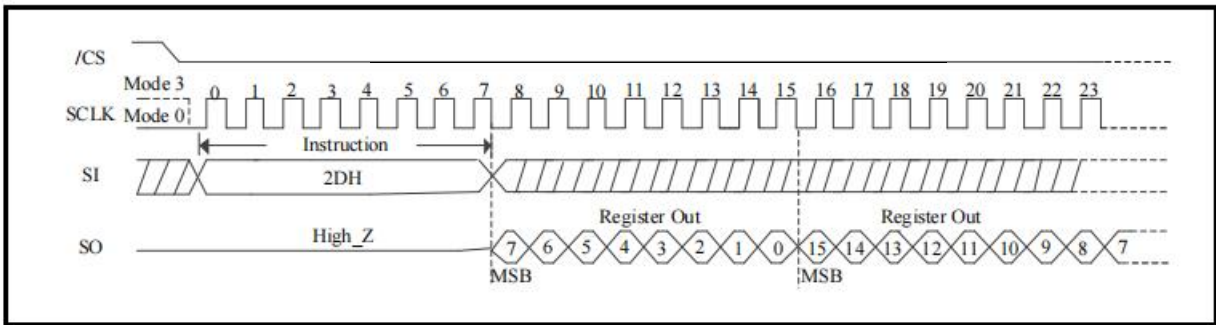 /CS
Mode 3
0 1 2 3 4 5 6 7 8 9 10 11 12 13 14 15 16 17 18 19 20 21 22 23
SCLK Mode 0
Instruction
SI
2DH
Register Out Register Out
SO High_Z
7 6 5 4 3 2 1 0 15 14 13 12 11 10 9 8 7
MSB MSB